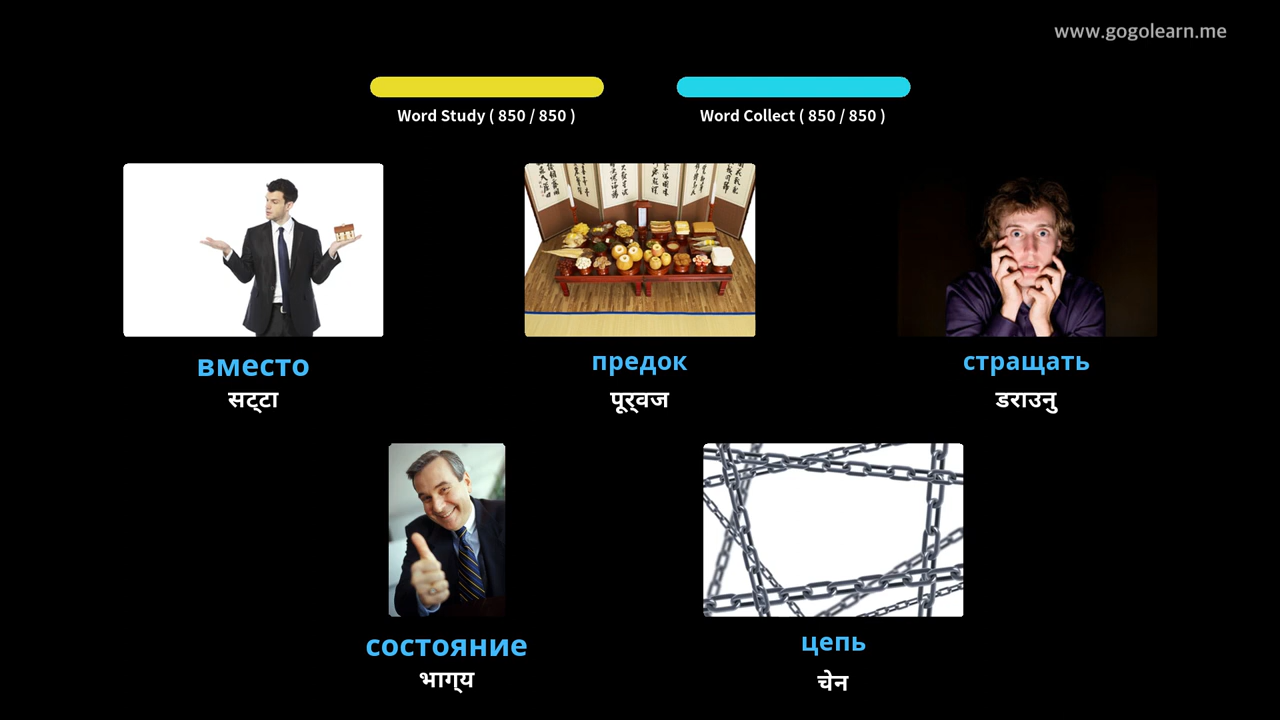 www.gogolearn.me
Word Study ( 850 / 850 )
Word Collect ( 850 / 850 )
вместо
सट्टा
предок
पूर्वज
стращать
डराउनु
состояние
भाग्य
цепь
चेन